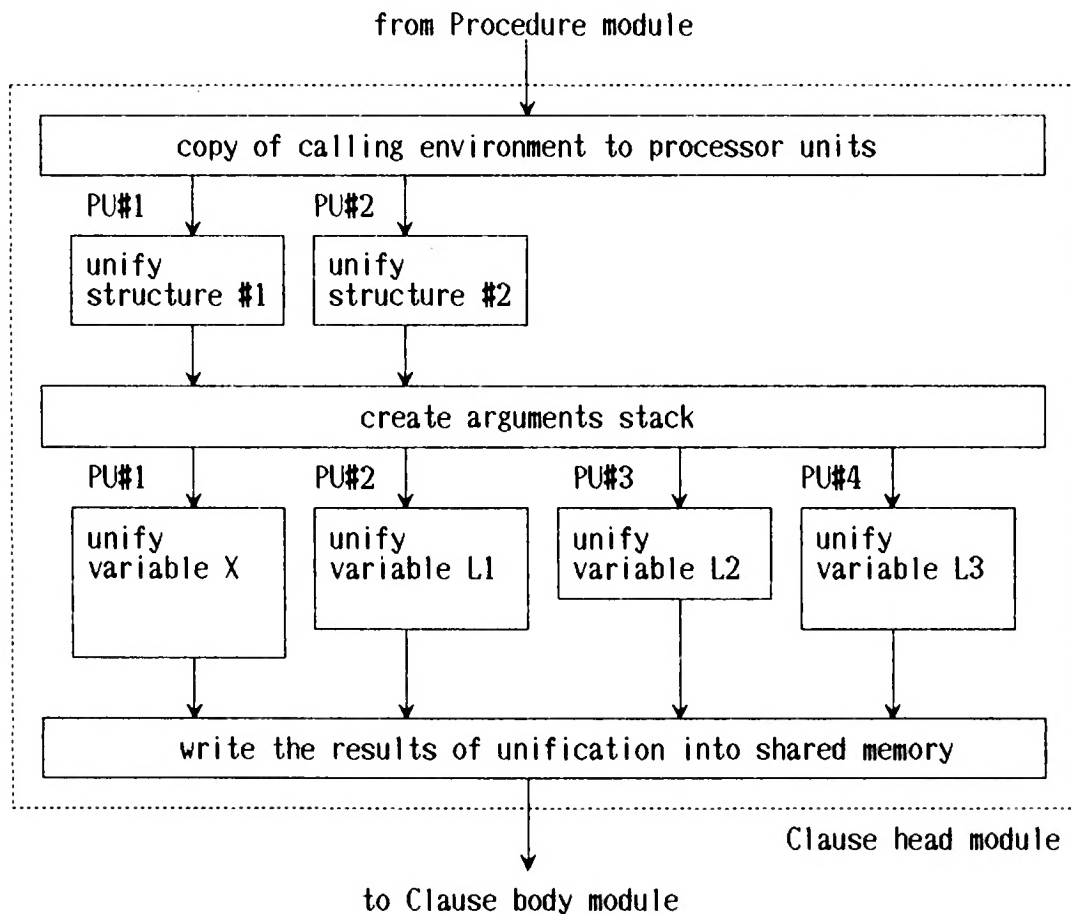 from Procedure module
copy of calling environment to processor units
PU#1
PU#2
unify
structure #1
unify
structure #2
create arguments stack
PU#1
PU#2
PU#3
PU#4
unify
variable X
unify
variable L1
unify
variable L2
unify
variable L3
write the results of unification into shared memory
Clause head module
to Clause body module